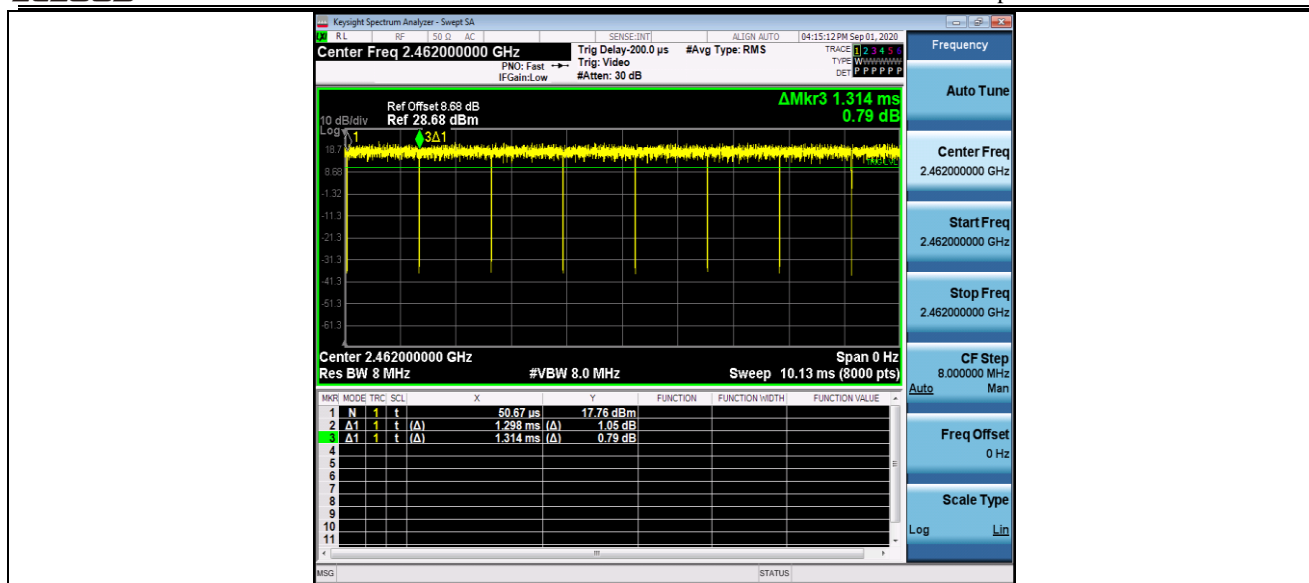 Keysight Spectrum Analyzer - Swept SA
RL RF 50 Ω AC SENSE:INT ALIGN AUTO 04:15:12 PM Sep 01, 2020
Center Freq 2.462000000 GHz
Trig Delay-200.0 µs #Avg Type: RMS
PNO: Fast Trig: Video
IFGain:Low #Atten: 30 dB
TRACE 1 2 3 4 5 6
TYPE WWWWWW
DET P P P P P P
Frequency
Auto Tune
Center Freq
2.462000000 GHz
Start Freq
2.462000000 GHz
Stop Freq
2.462000000 GHz
CF Step
8.000000 MHz
Auto Man
Freq Offset
0 Hz
Scale Type
Log Lin
ΔMkr3 1.314 ms
0.79 dB
Ref Offset 8.68 dB
10 dB/div Ref 28.68 dBm
Log
1 3Δ1
18.7
8.68
-1.32
-11.3
-21.3
-31.3
-41.3
-51.3
-61.3
Center 2.462000000 GHz Span 0 Hz
Res BW 8 MHz #VBW 8.0 MHz Sweep 10.13 ms (8000 pts)
MKR MODE TRC SCL X Y FUNCTION FUNCTION WIDTH FUNCTION VALUE
1 N 1 t 50.67 µs 17.76 dBm
2 Δ1 1 t (Δ) 1.298 ms (Δ) 1.05 dB
3 Δ1 1 t (Δ) 1.314 ms (Δ) 0.79 dB
4
5
6
7
8
9
10
11
MSG STATUS